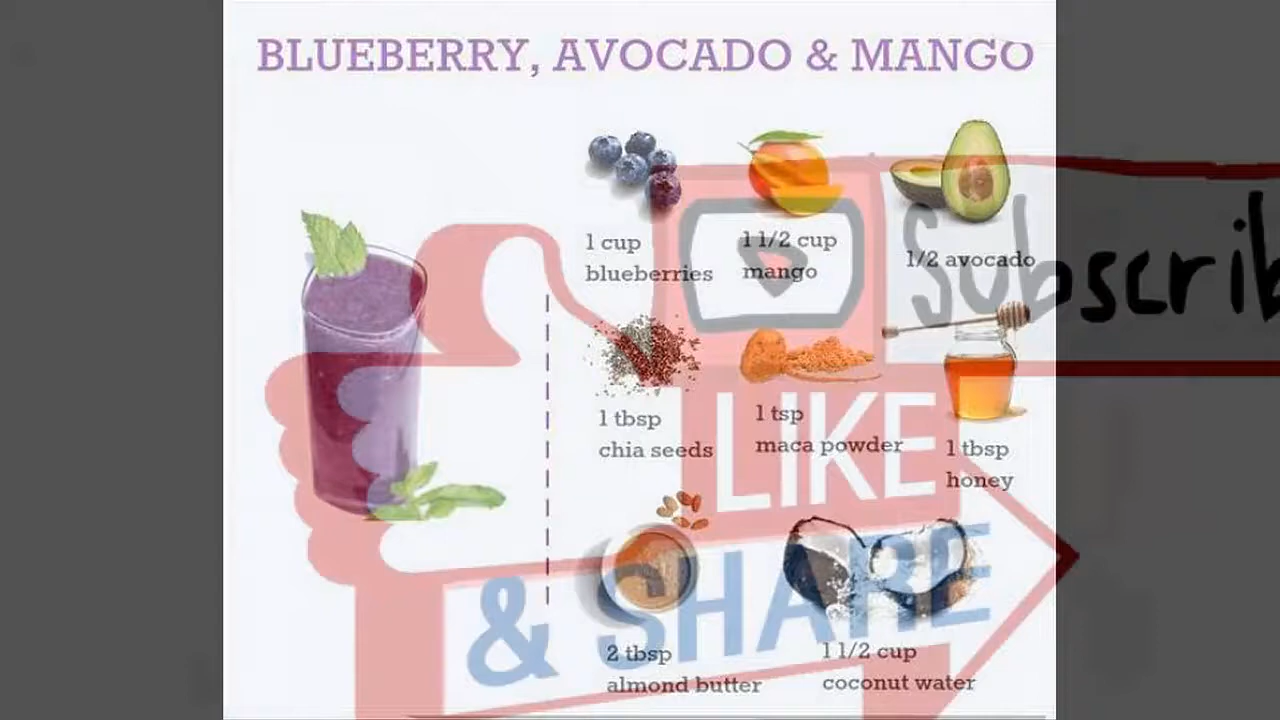 BLUEBERRY, AVOCADO & MANGO
1 cup
blueberries
1 1/2 cup
mango
1/2 avocado
1 tbsp
chia seeds
1 tsp
maca powder
1 tbsp
honey
2 tbsp
almond butter
1 1/2 cup
coconut water
Subscrib
LIKE
& SHARE